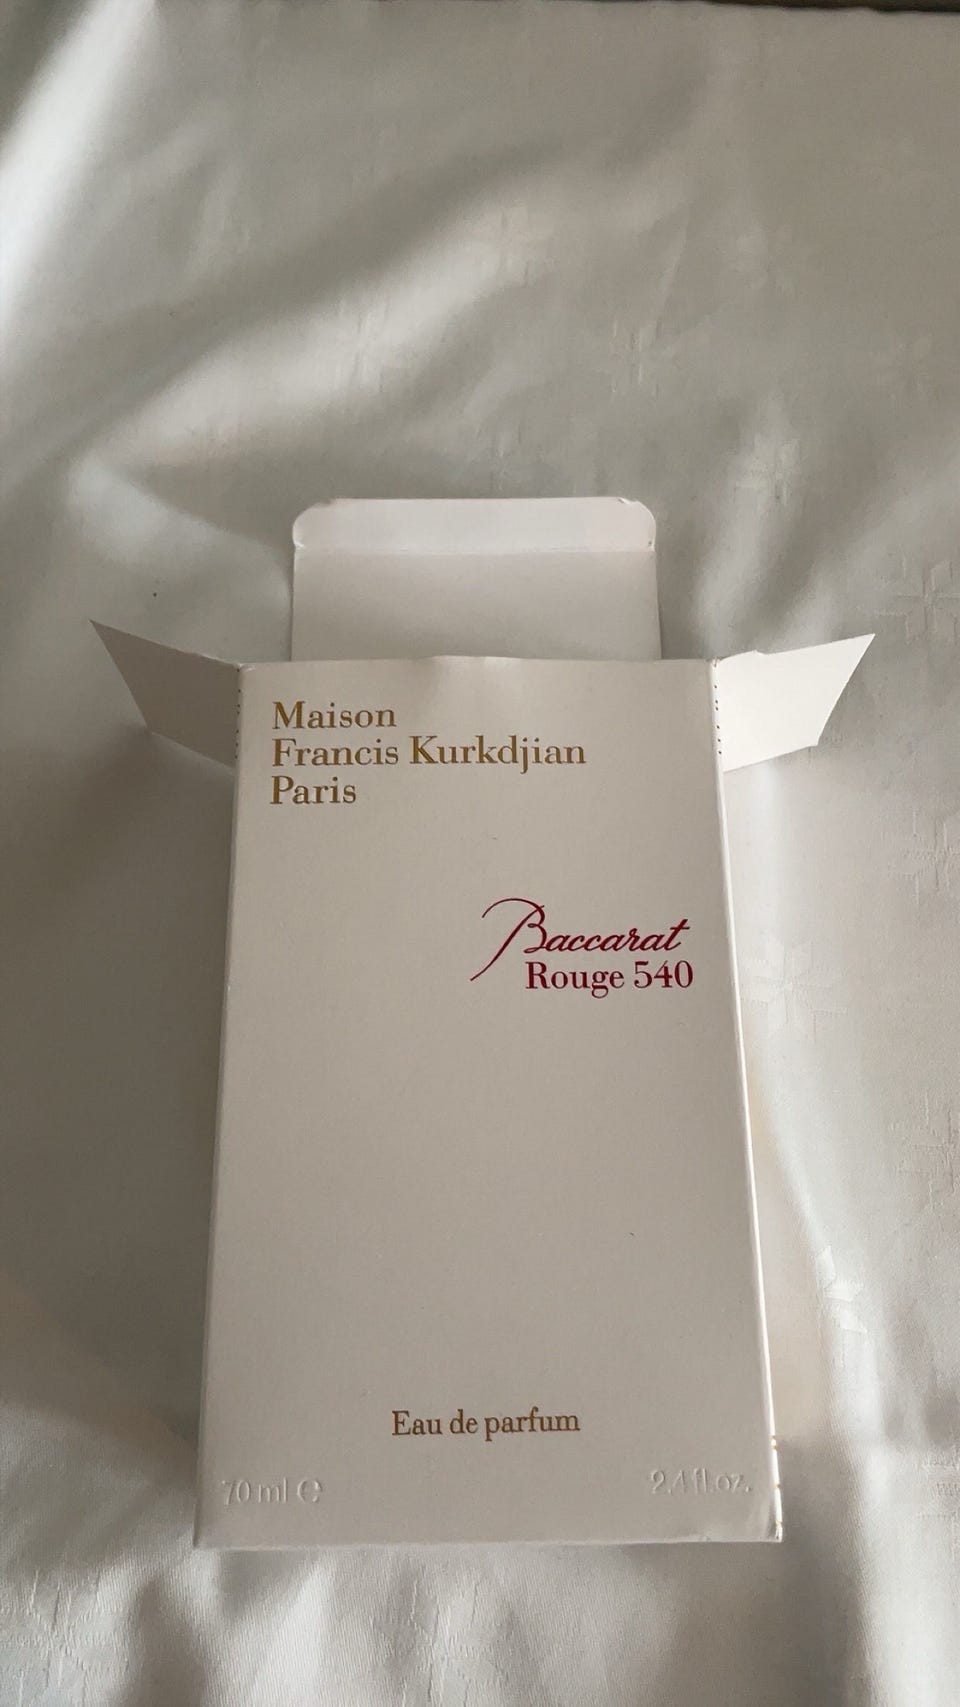 Maison
Francis Kurkdjian
Paris
Baccarat
Rouge 540
Eau de parfum
70 ml ℮
2.4 fl.oz.